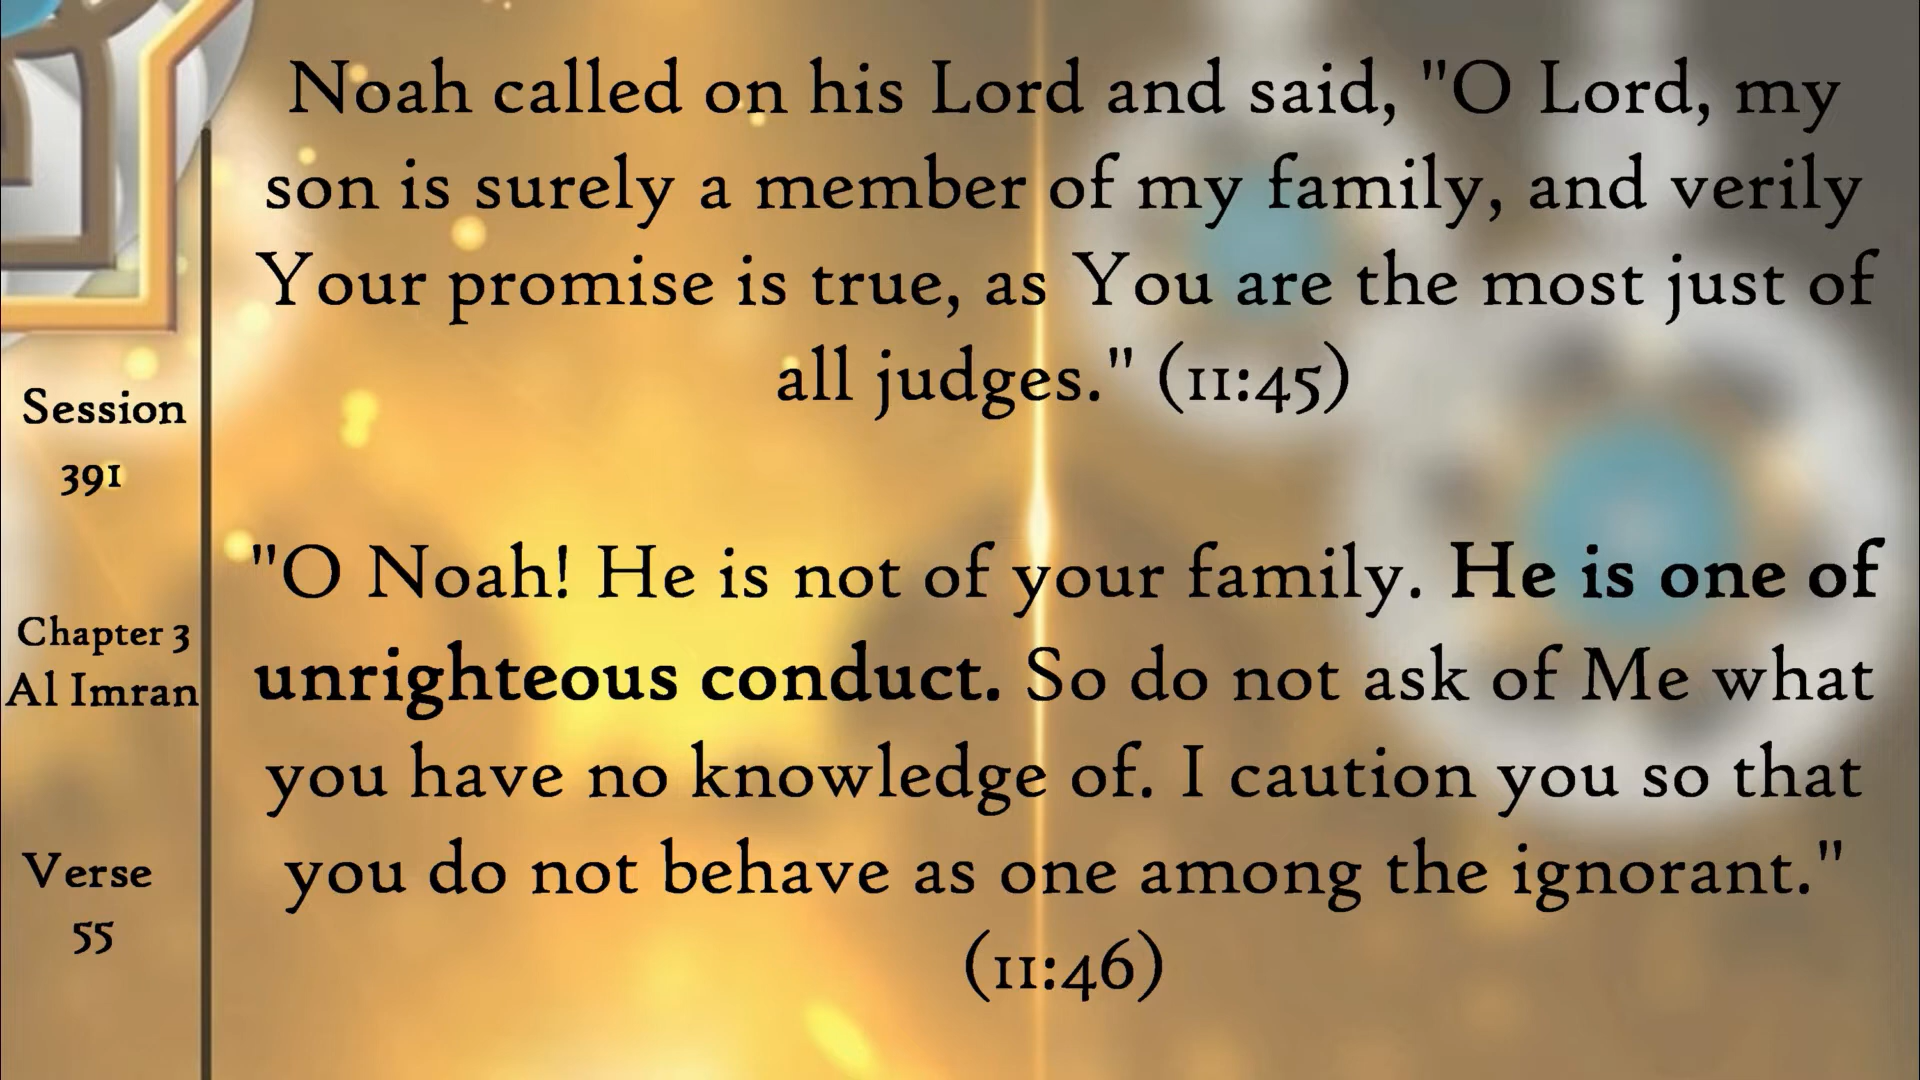 Noah called on his Lord and said, "O Lord, my
son is surely a member of my family, and verily
Your promise is true, as You are the most just of
all judges." (11:45)
"O Noah! He is not of your family. He is one of
unrighteous conduct. So do not ask of Me what
you have no knowledge of. I caution you so that
you do not behave as one among the ignorant."
(11:46)
Session
391
Chapter 3
Al Imran
Verse
55